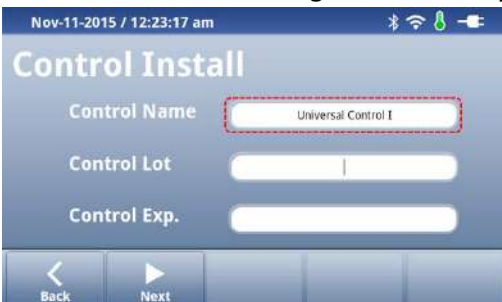 Nov-11-2015 / 12:23:17 am
Control Install
Control Name
Universal Control I
Control Lot
Control Exp.
Back
Next